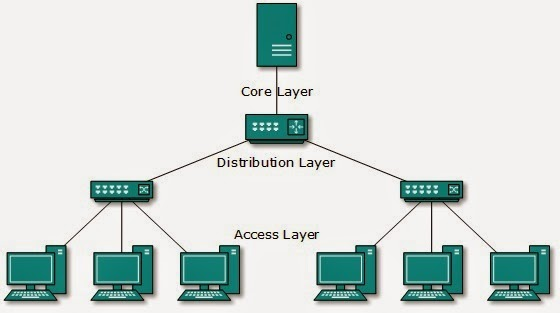 Core Layer
Distribution Layer
Access Layer